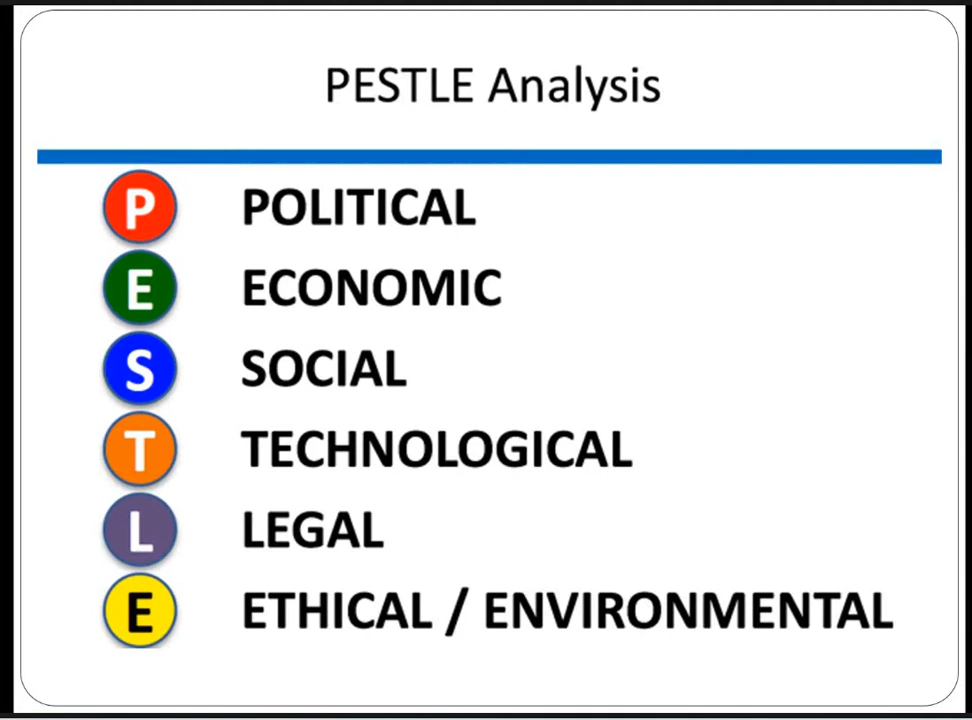 PESTLE Analysis
P POLITICAL
E ECONOMIC
S SOCIAL
T TECHNOLOGICAL
L LEGAL
E ETHICAL / ENVIRONMENTAL